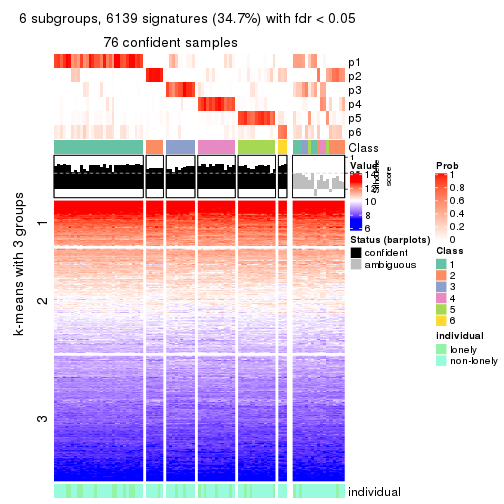 6 subgroups, 6139 signatures (34.7%) with fdr < 0.05
76 confident samples
p1
p2
p3
p4
p5
p6
Class
1
Silhouette
score
Value
14
12
10
8
6
Status (barplots)
confident
ambiguous
Prob
1
0.8
0.6
0.4
0.2
0
Class
1
2
3
4
5
6
individual
lonely
non-lonely
k-means with 3 groups
1
2
3
individual